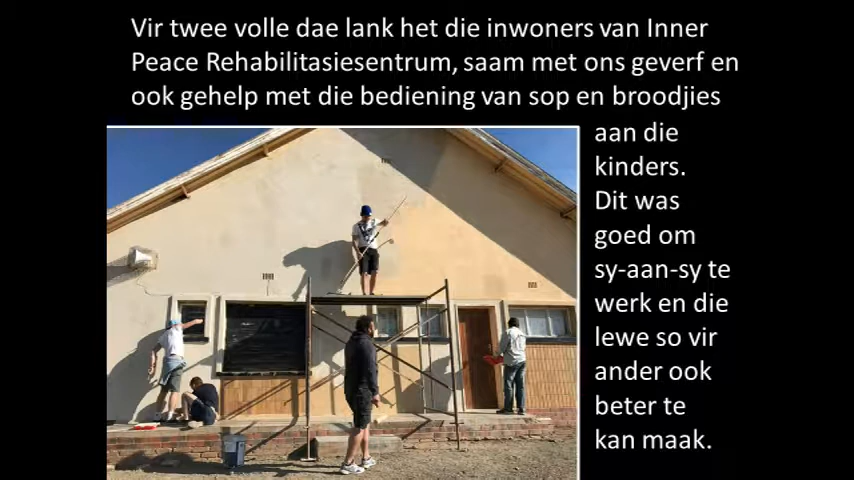 Vir twee volle dae lank het die inwoners van Inner
Peace Rehabilitasiesentrum, saam met ons geverf en
ook gehelp met die bediening van sop en broodjies
aan die
kinders.
Dit was
goed om
sy-aan-sy te
werk en die
lewe so vir
ander ook
beter te
kan maak.